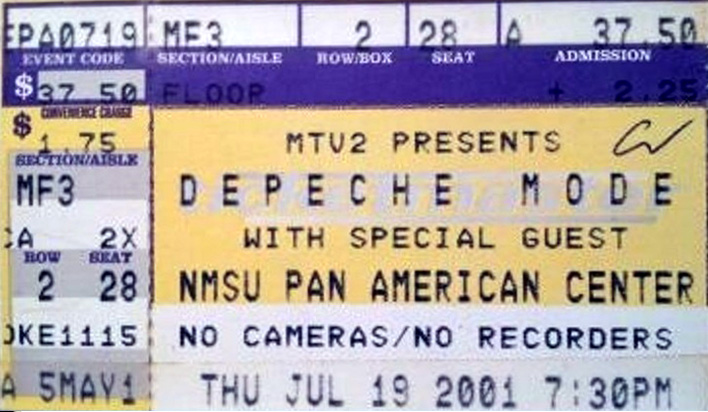 EPA0719 MF3 2 28 A 37.50
EVENT CODE SECTION/AISLE ROW/BOX SEAT ADMISSION
$ 37.50 FLOOR + 2.25
CONVENIENCE CHARGE
$ 1.75
SECTION/AISLE
MF3
CA 2X
ROW SEAT
2 28
OKE1115
A 5MAY1
MTV2 PRESENTS
DEPECHE MODE
ticketmaster
WITH SPECIAL GUEST
NMSU PAN AMERICAN CENTER
NO CAMERAS/NO RECORDERS
THU JUL 19 2001 7:30PM